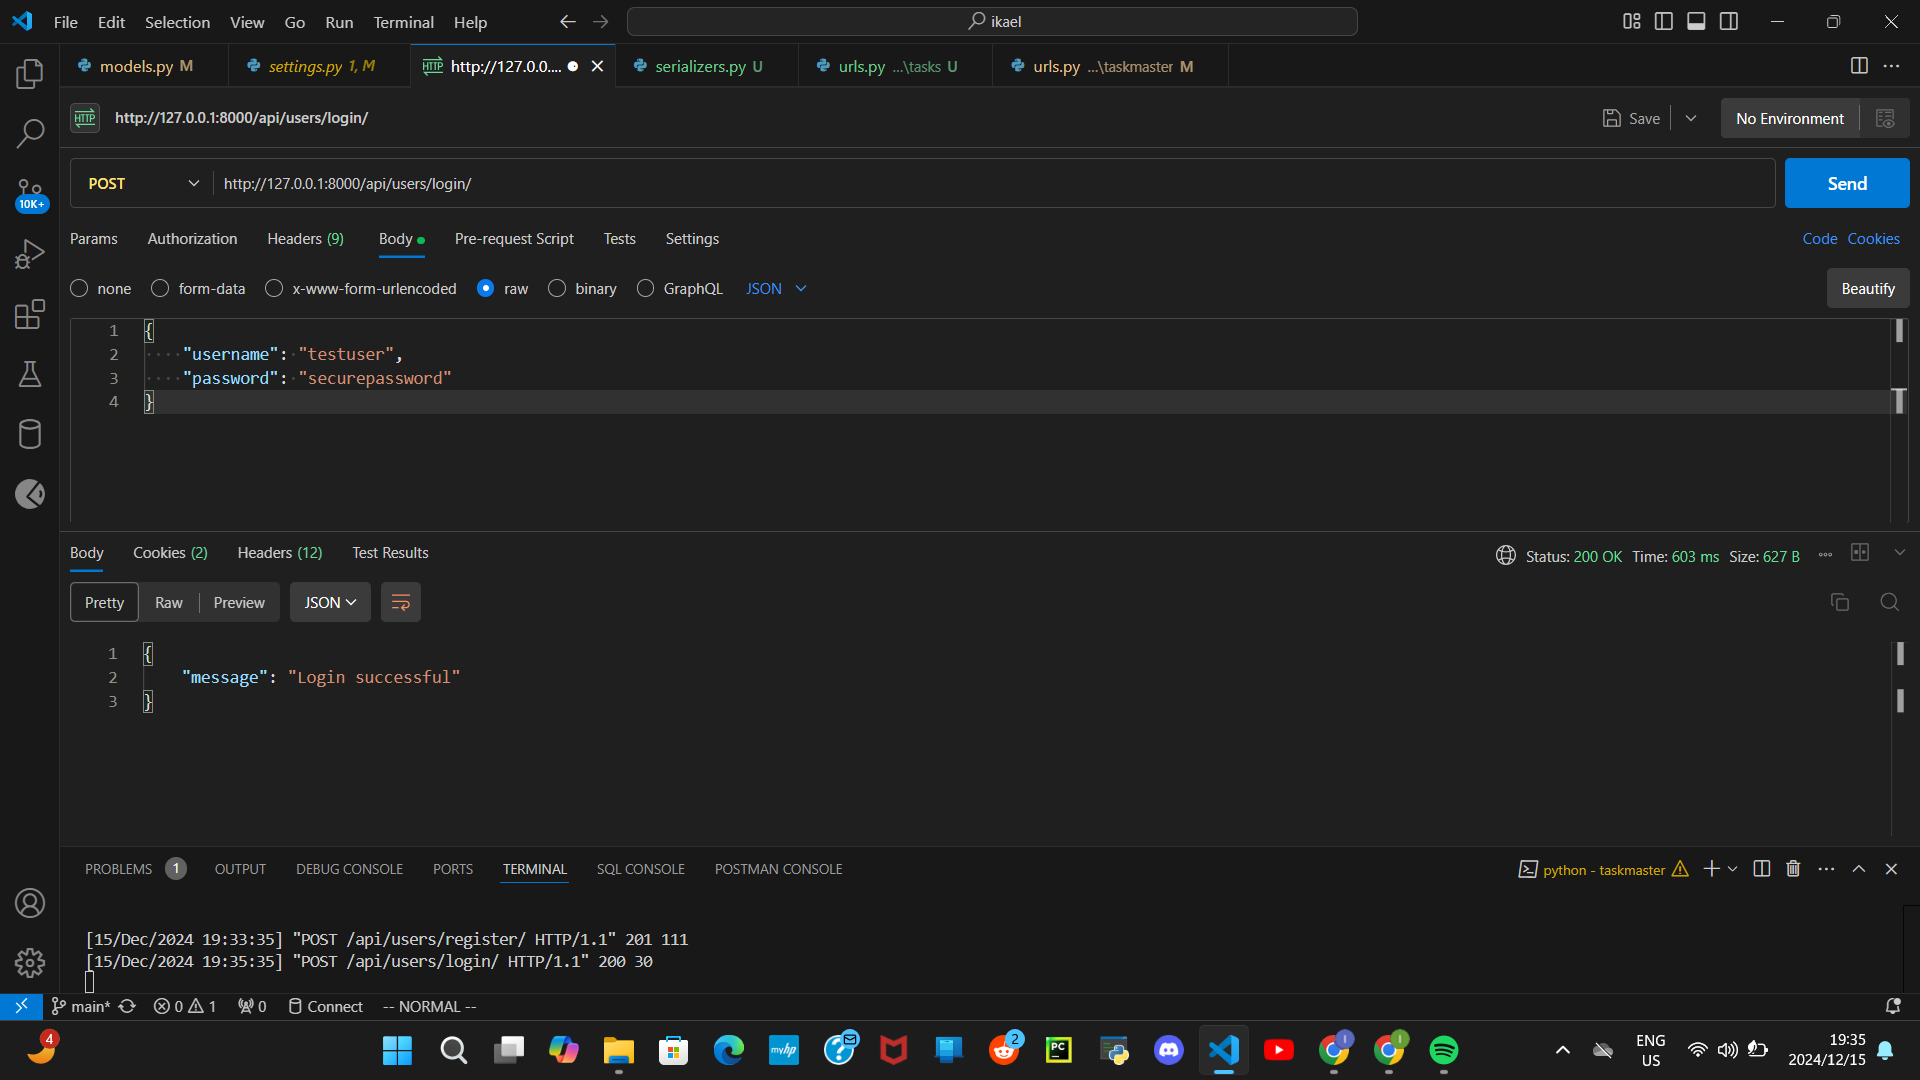 File Edit Selection View Go Run Terminal Help ikael
models.py M settings.py 1, M HTTP http://127.0.0.... serializers.py U urls.py ...\tasks U urls.py ...\taskmaster M
HTTP http://127.0.0.1:8000/api/users/login/ Save No Environment
POST http://127.0.0.1:8000/api/users/login/ Send
10K+
Params Authorization Headers (9) Body Pre-request Script Tests Settings Code Cookies
none form-data x-www-form-urlencoded raw binary GraphQL JSON Beautify
1 {
2 "username": "testuser",
3 "password": "securepassword"
4 }
Body Cookies (2) Headers (12) Test Results Status: 200 OK Time: 603 ms Size: 627 B
Pretty Raw Preview JSON
1 {
2 "message": "Login successful"
3 }
PROBLEMS 1 OUTPUT DEBUG CONSOLE PORTS TERMINAL SQL CONSOLE POSTMAN CONSOLE python - taskmaster
[15/Dec/2024 19:33:35] "POST /api/users/register/ HTTP/1.1" 201 111
[15/Dec/2024 19:35:35] "POST /api/users/login/ HTTP/1.1" 200 30
main* 0 1 0 Connect -- NORMAL --
4 myhp 2 PC I I ENG 19:35
US 2024/12/15